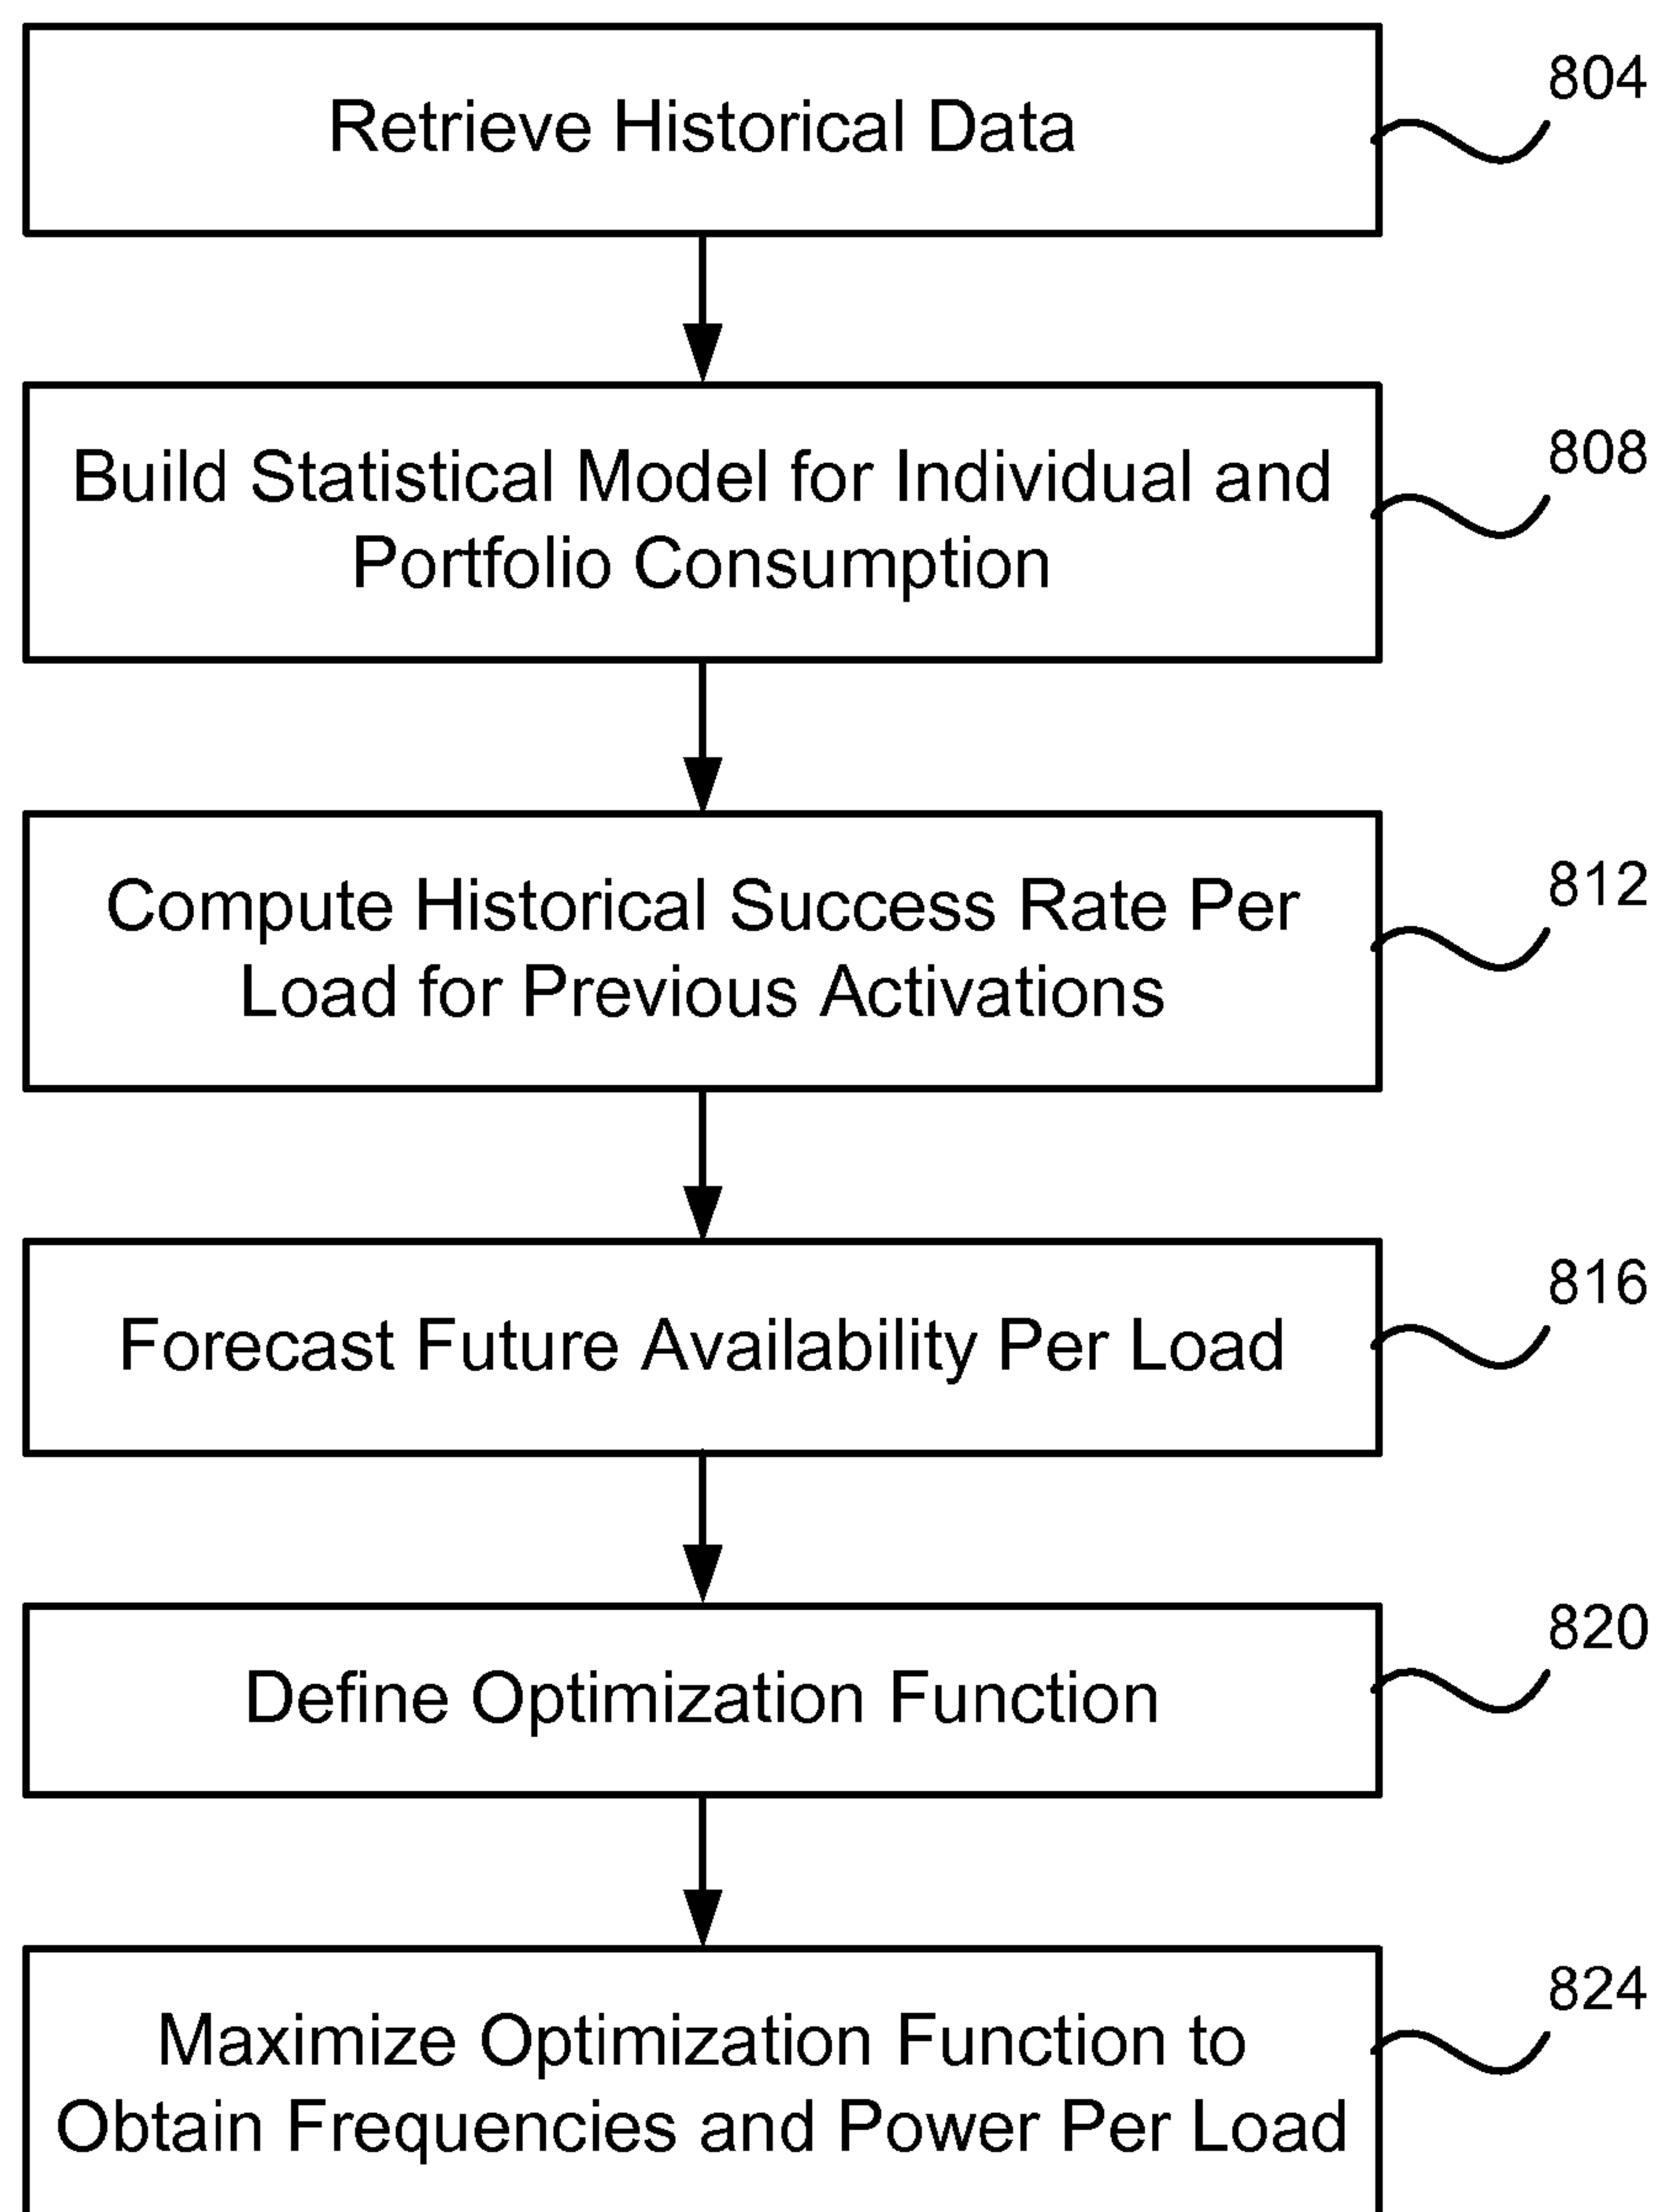 Retrieve Historical Data
804
Build Statistical Model for Individual and
Portfolio Consumption
808
Compute Historical Success Rate Per
Load for Previous Activations
812
Forecast Future Availability Per Load
816
Define Optimization Function
820
Maximize Optimization Function to
Obtain Frequencies and Power Per Load
824